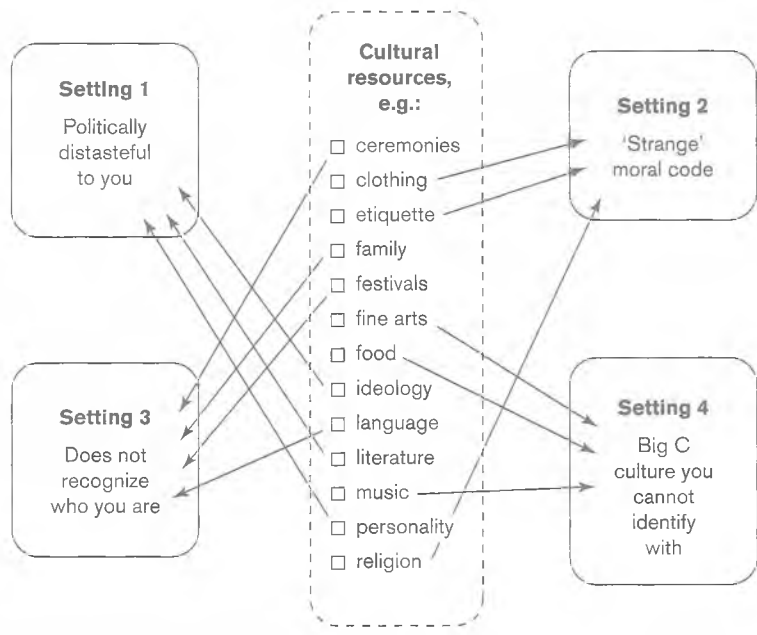 Setting 1
Politically
distasteful
to you
Setting 3
Does not
recognize
who you are
Cultural
resources,
e.g.:
ceremonies
clothing
etiquette
family
festivals
fine arts
food
ideology
language
literature
music
personality
religion
Setting 2
'Strange'
moral code
Setting 4
Big C
culture you
cannot
identify
with